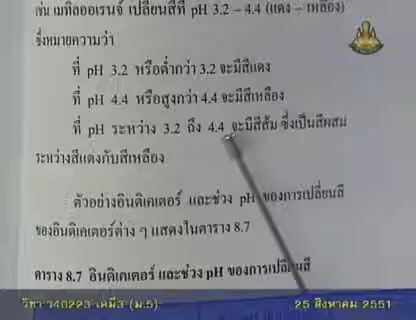 เช่น เมทิลออเรนจ์ เปลี่ยนสีที่ pH 3.2 – 4.4 (แดง – เหลือง)
ซึ่งหมายความว่า
ที่ pH 3.2 หรือต่ำกว่า 3.2 จะมีสีแดง
ที่ pH 4.4 หรือสูงกว่า 4.4 จะมีสีเหลือง
ที่ pH ระหว่าง 3.2 ถึง 4.4 จะมีสีส้ม ซึ่งเป็นสีผสม
ระหว่างสีแดงกับสีเหลือง
ตัวอย่างอินดิเคเตอร์ และช่วง pH ของการเปลี่ยนสี
ของอินดิเคเตอร์ต่าง ๆ แสดงในตาราง 8.7
ตาราง 8.7 อินดิเคเตอร์ และช่วง pH ของการเปลี่ยนสี
วิชา ว40223 เคมี3 (ม.5)
25 สิงหาคม 2551